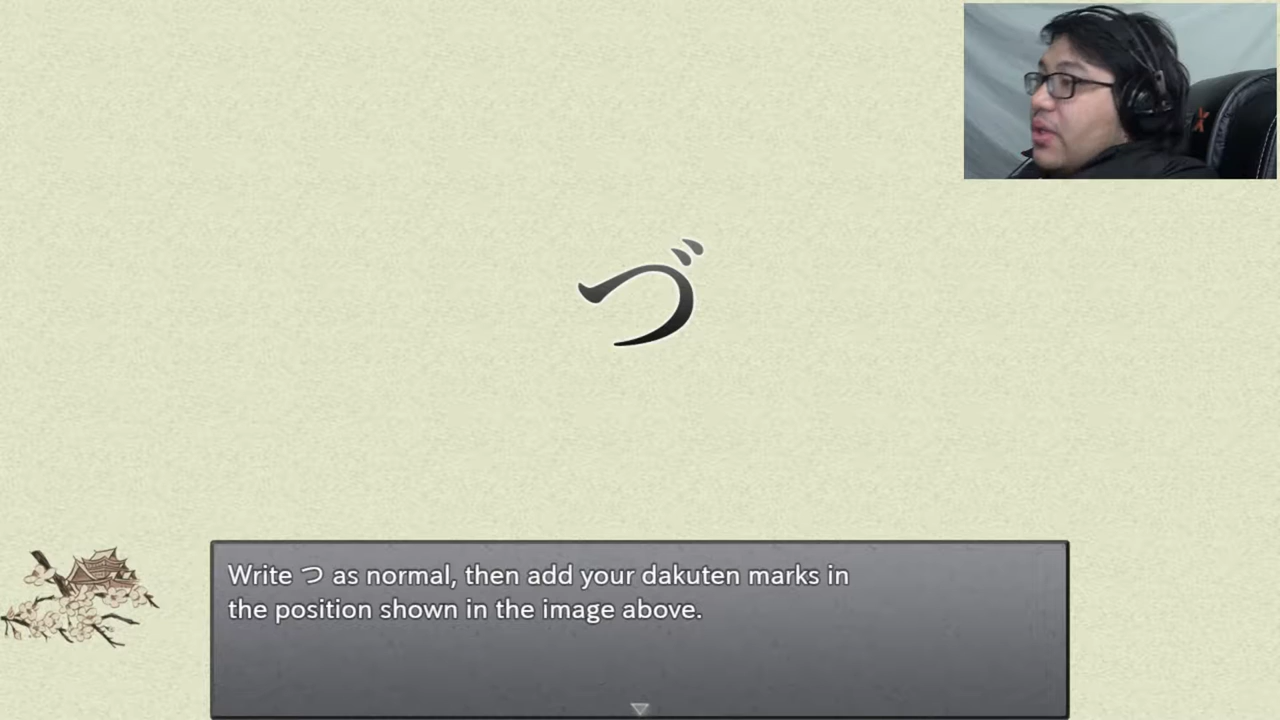 づ
Write つ as normal, then add your dakuten marks in
the position shown in the image above.